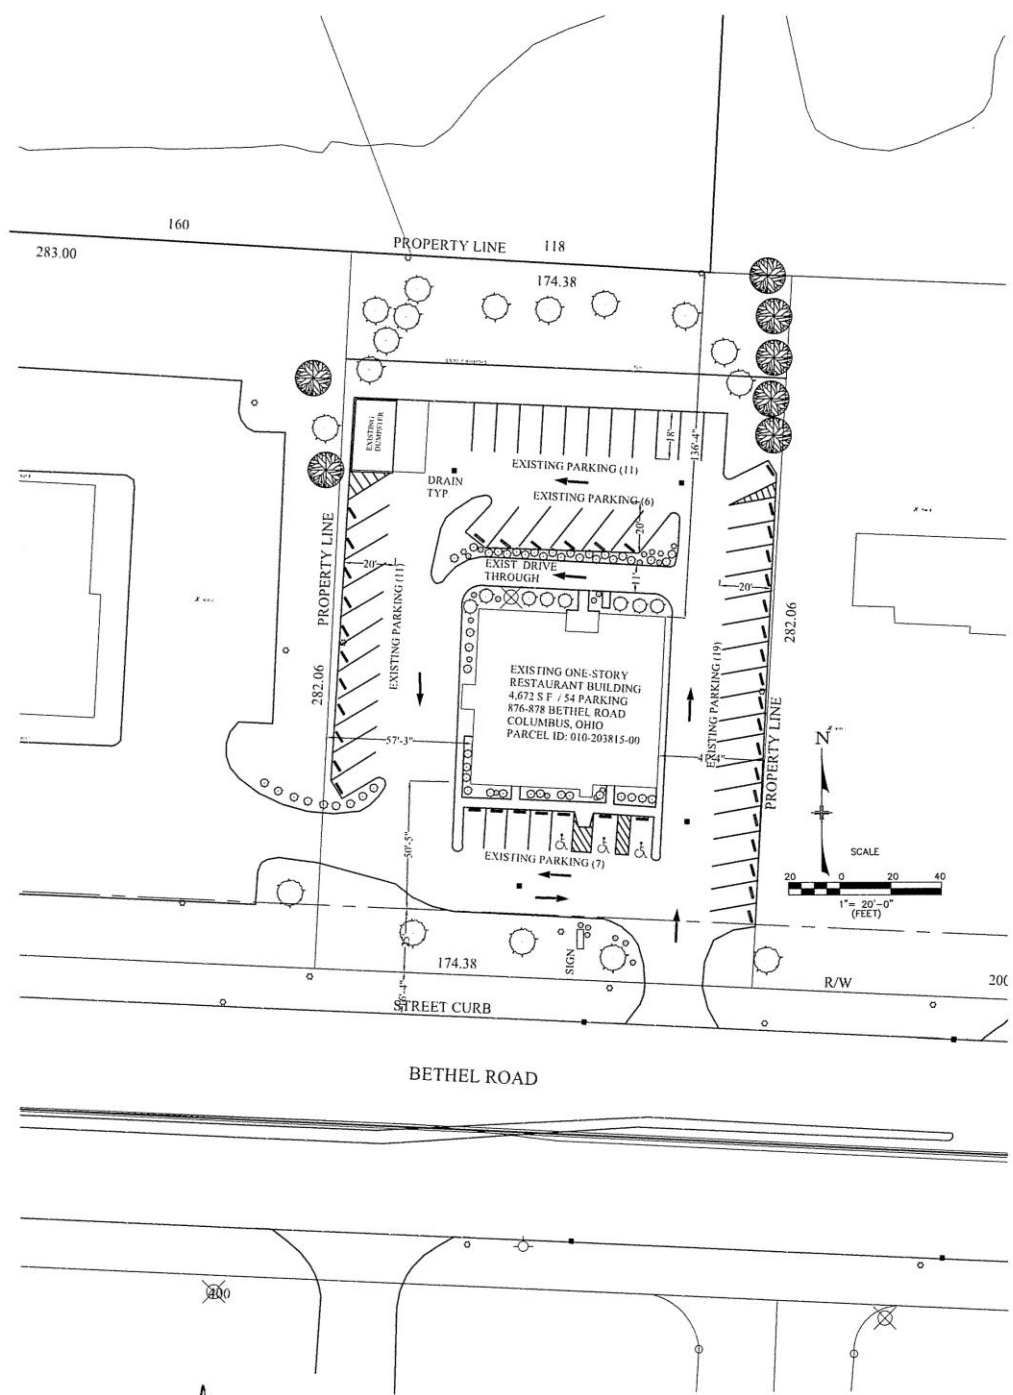 160
283.00
PROPERTY LINE 118
174.38
EXISTING
DUMPSTER
18'
136'-4"
EXISTING PARKING (11)
DRAIN
TYP.
EXISTING PARKING (6)
20'
EXIST. DRIVE
THROUGH
11'
PROPERTY LINE
20'
EXISTING PARKING (11)
20'
282.06
282.06
EXISTING ONE-STORY
RESTAURANT BUILDING
4,672 S F / 54 PARKING
876-878 BETHEL ROAD
COLUMBUS, OHIO
PARCEL ID: 010-203815-00
EXISTING PARKING (19)
PROPERTY LINE
57'-3"
N
50'-5"
EXISTING PARKING (7)
SCALE
20 0 20 40
1"= 20'-0"
(FEET)
SIGN
174.38
R/W
200
STREET CURB
BETHEL ROAD
400